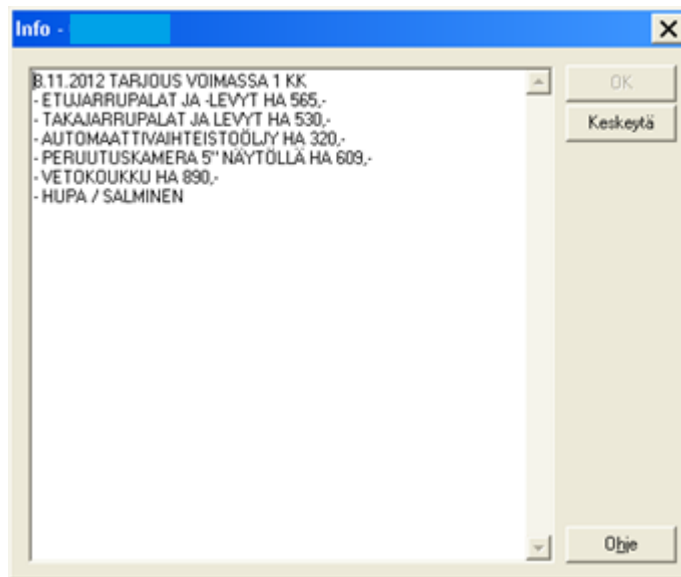 Info -
8.11.2012 TARJOUS VOIMASSA 1 KK
- ETUJARRUPALAT JA -LEVYT HA 565,-
- TAKAJARRUPALAT JA LEVYT HA 530,-
- AUTOMAATTIVAIHTEISTOÖLJY HA 320,-
- PERUUTUSKAMERA 5" NÄYTÖLLÄ HA 609,-
- VETOKOUKKU HA 890,-
- HUPA / SALMINEN
OK
Keskeytä
Ohje